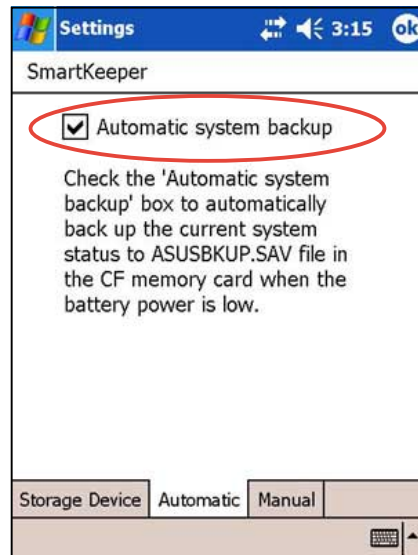 Settings 3:15 ok
SmartKeeper
Automatic system backup
Check the 'Automatic system
backup' box to automatically
back up the current system
status to ASUSBKUP.SAV file in
the CF memory card when the
battery power is low.
Storage Device Automatic Manual